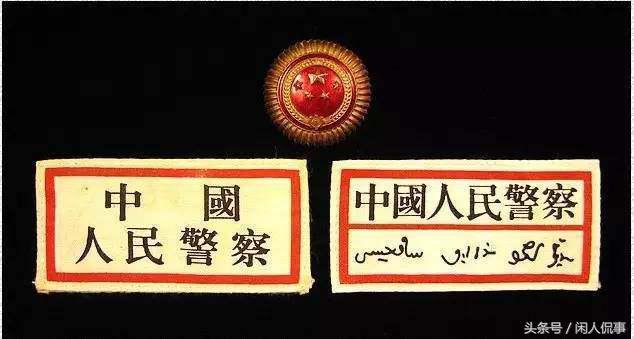 中國
人民警察
中國人民警察
头条号 / 闲人侃事